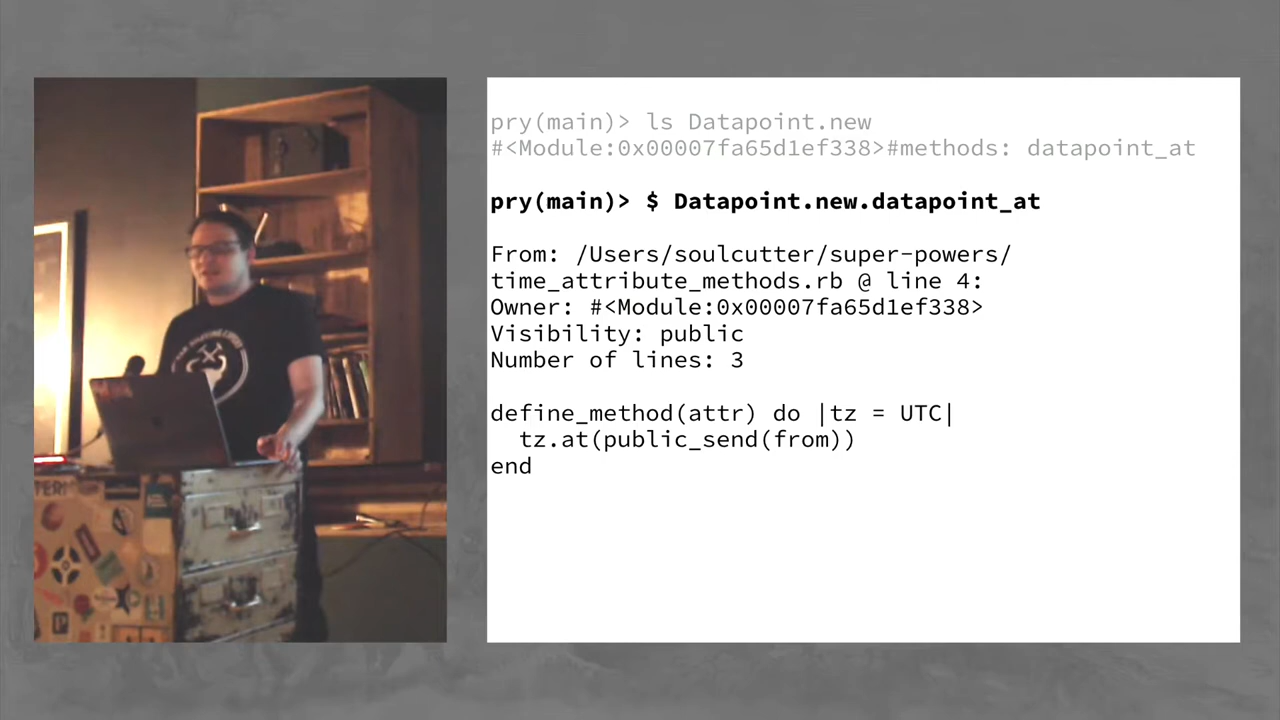 pry(main)> ls Datapoint.new
#<Module:0x00007fa65d1ef338>#methods: datapoint_at
pry(main)> $ Datapoint.new.datapoint_at
From: /Users/soulcutter/super-powers/
time_attribute_methods.rb @ line 4:
Owner: #<Module:0x00007fa65d1ef338>
Visibility: public
Number of lines: 3
define_method(attr) do |tz = UTC|
  tz.at(public_send(from))
end